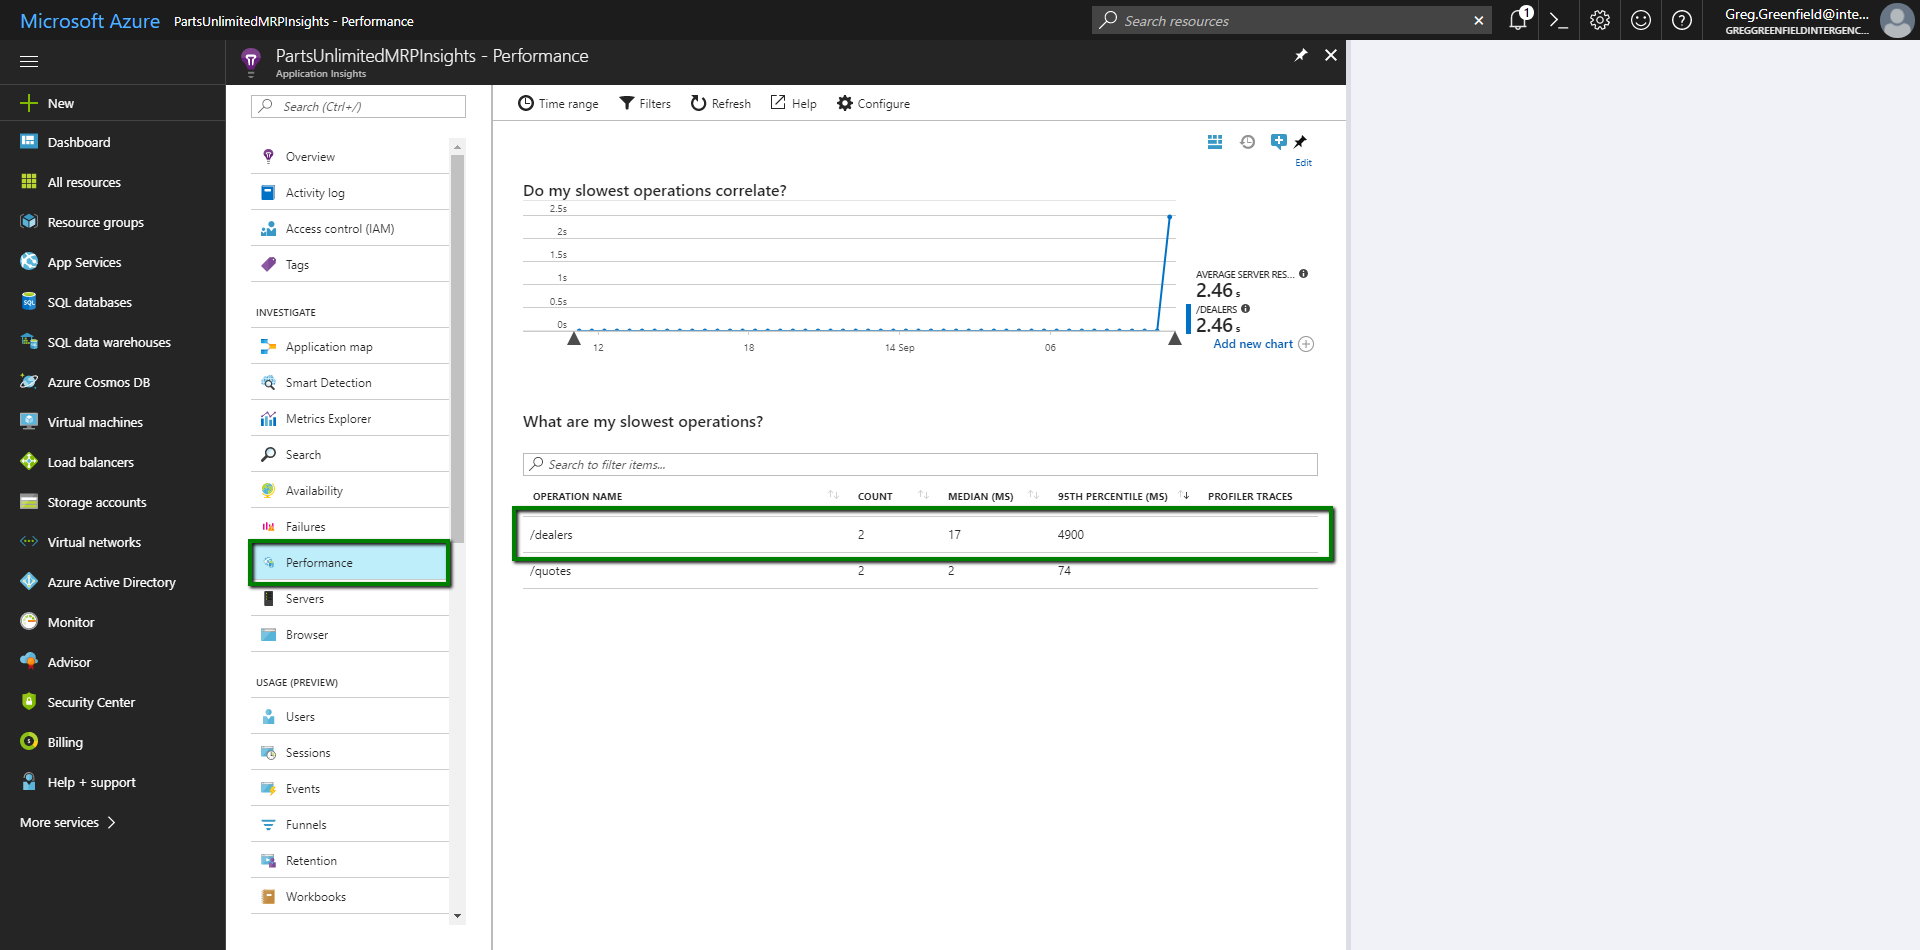 Microsoft Azure PartsUnlimitedMRPInsights - Performance
Search resources
1
Greg.Greenfield@inte...
GREGGREENFIELDINTERGENC...
New
Dashboard
All resources
Resource groups
App Services
SQL databases
SQL data warehouses
Azure Cosmos DB
Virtual machines
Load balancers
Storage accounts
Virtual networks
Azure Active Directory
Monitor
Advisor
Security Center
Billing
Help + support
More services
PartsUnlimitedMRPInsights - Performance
Application Insights
Search (Ctrl+/)
Overview
Activity log
Access control (IAM)
Tags
INVESTIGATE
Application map
Smart Detection
Metrics Explorer
Search
Availability
Failures
Performance
Servers
Browser
USAGE (PREVIEW)
Users
Sessions
Events
Funnels
Retention
Workbooks
Time range Filters Refresh Help Configure
Edit
Do my slowest operations correlate?
2.5s
2s
1.5s
1s
0.5s
0s
12 18 14 Sep 06
AVERAGE SERVER RES...
2.46 s
/DEALERS
2.46 s
Add new chart
What are my slowest operations?
Search to filter items...
OPERATION NAME COUNT MEDIAN (MS) 95TH PERCENTILE (MS) PROFILER TRACES
/dealers 2 17 4900
/quotes 2 2 74